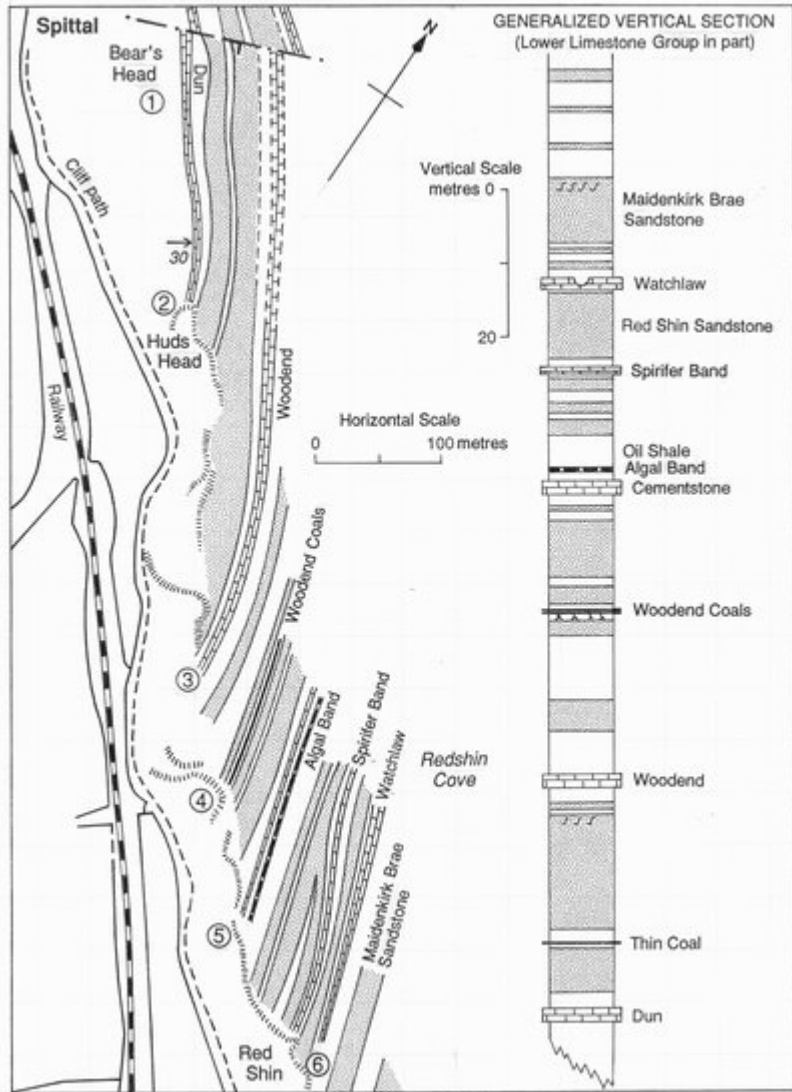 Spittal
Bear's
Head
①
Dun
N
Cliff path
30
②
Huds
Head
Railway
Woodend
Horizontal Scale
0 100 metres
Woodend Coals
③
Algal Band
Spirifer Band
Watchlaw
Redshin
Cove
④
Maidenkirk Brae
Sandstone
⑤
Red
Shin
⑥
GENERALIZED VERTICAL SECTION
(Lower Limestone Group in part)
Vertical Scale
metres 0
20
Maidenkirk Brae
Sandstone
Watchlaw
Red Shin Sandstone
Spirifer Band
Oil Shale
Algal Band
Cementstone
Woodend Coals
Woodend
Thin Coal
Dun